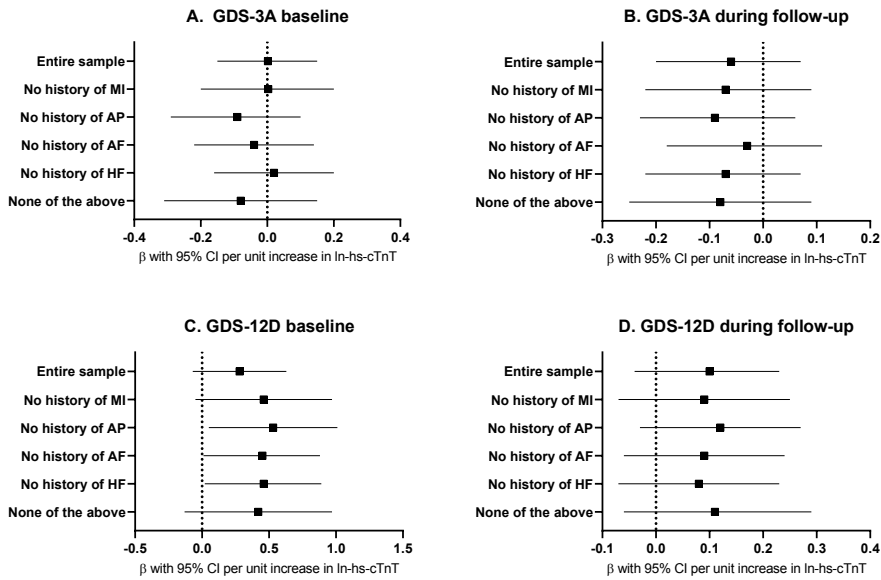 A. GDS-3A baseline
Entire sample
No history of MI
No history of AP
No history of AF
No history of HF
None of the above
-0.4 -0.2 0.0 0.2 0.4
β with 95% CI per unit increase in ln-hs-cTnT
B. GDS-3A during follow-up
Entire sample
No history of MI
No history of AP
No history of AF
No history of HF
None of the above
-0.3 -0.2 -0.1 0.0 0.1 0.2
β with 95% CI per unit increase in ln-hs-cTnT
C. GDS-12D baseline
Entire sample
No history of MI
No history of AP
No history of AF
No history of HF
None of the above
-0.5 0.0 0.5 1.0 1.5
β with 95% CI per unit increase in ln-hs-cTnT
D. GDS-12D during follow-up
Entire sample
No history of MI
No history of AP
No history of AF
No history of HF
None of the above
-0.1 0.0 0.1 0.2 0.3 0.4
β with 95% CI per unit increase in ln-hs-cTnT